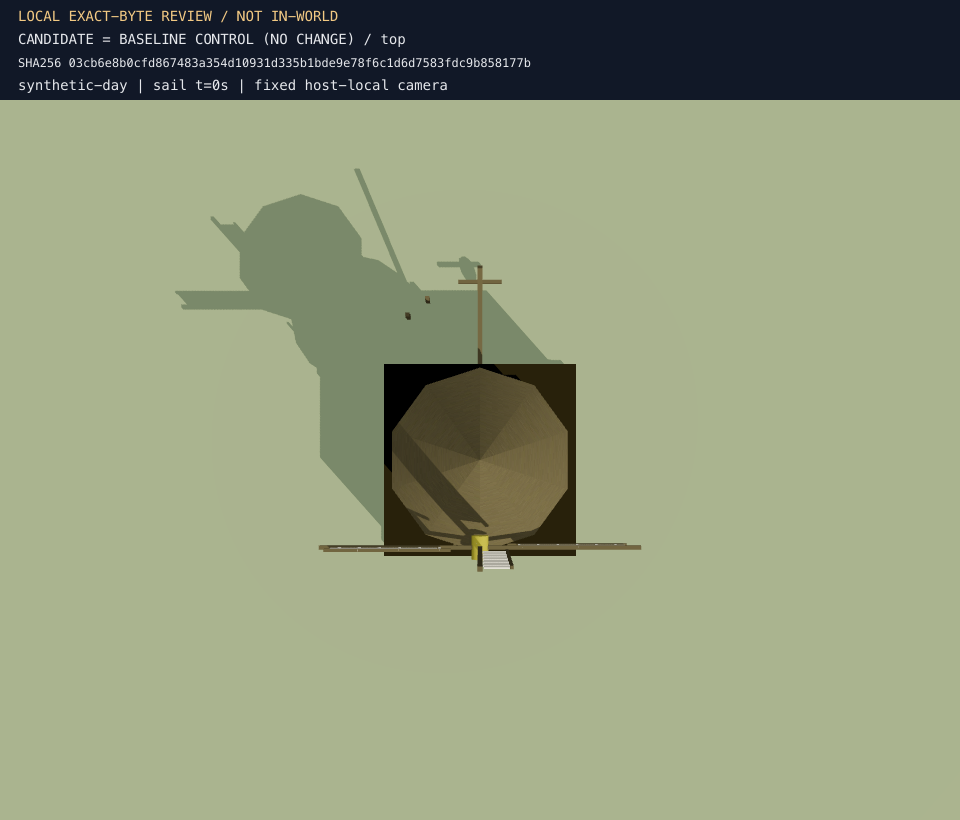 LOCAL EXACT-BYTE REVIEW / NOT IN-WORLD
CANDIDATE = BASELINE CONTROL (NO CHANGE) / top
SHA256 03cb6e8b0cfd867483a354d10931d335b1bde9e78f6c1d6d7583fdc9b858177b
synthetic-day | sail t=0s | fixed host-local camera